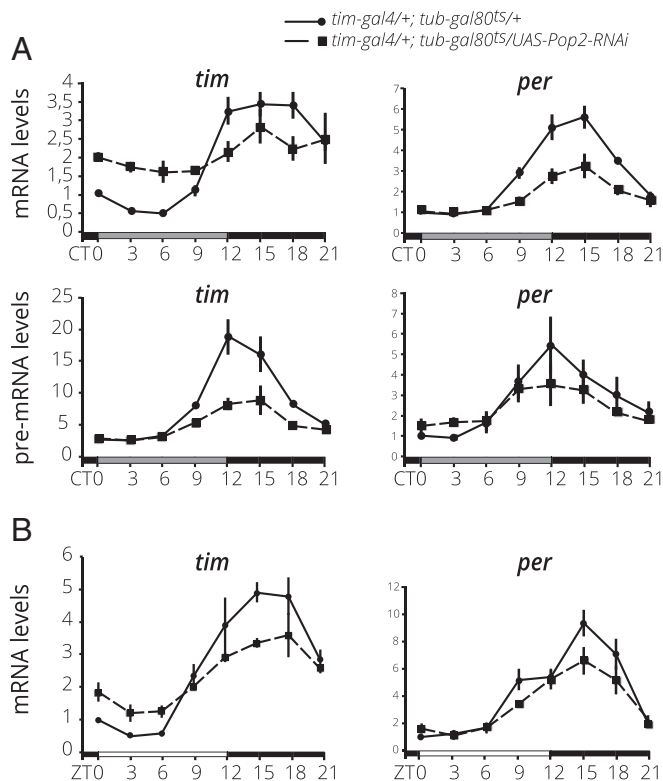 tim-gal4/+; tub-gal80ts/+
tim-gal4/+; tub-gal80ts/UAS-Pop2-RNAi
A
tim
per
mRNA levels
4
3,5
3
2,5
2
1,5
1
0,5
0
7
6
5
4
3
2
1
0
CT0 3 6 9 12 15 18 21
CT0 3 6 9 12 15 18 21
tim
per
pre-mRNA levels
25
20
15
10
5
0
8
7
6
5
4
3
2
1
0
CT0 3 6 9 12 15 18 21
CT0 3 6 9 12 15 18 21
B
tim
per
mRNA levels
6
5
4
3
2
1
0
12
10
8
6
4
2
0
ZT0 3 6 9 12 15 18 21
ZT0 3 6 9 12 15 18 21